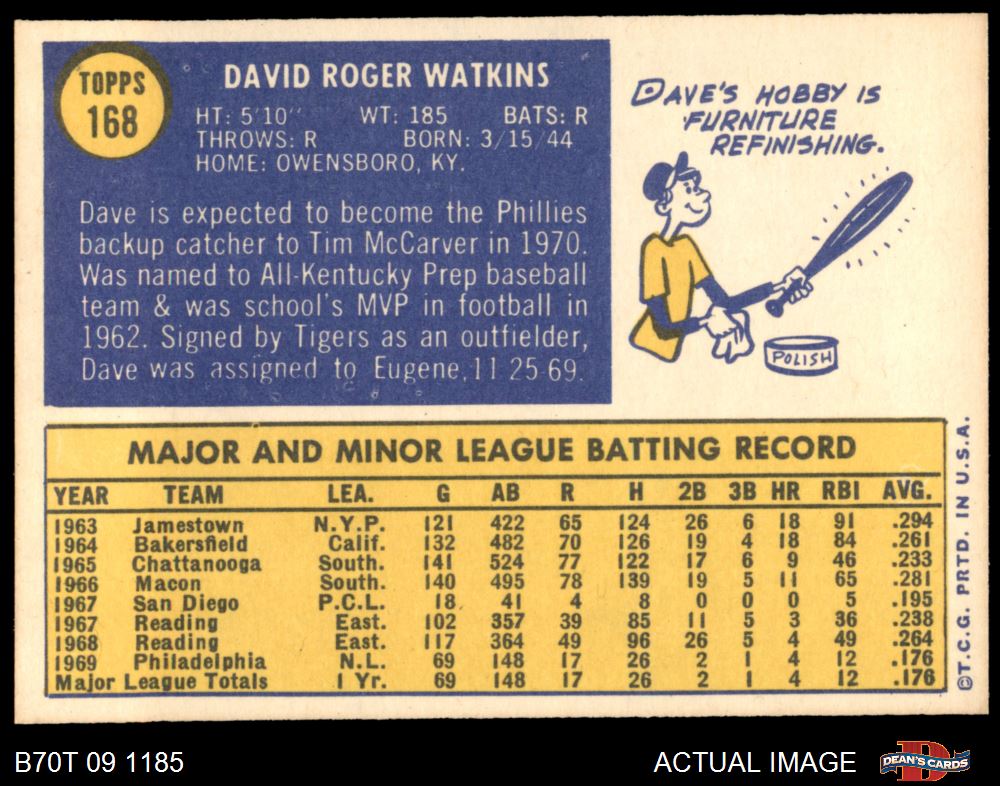 TOPPS
168
DAVID ROGER WATKINS
HT: 5'10" WT: 185 BATS: R
THROWS: R BORN: 3/15/44
HOME: OWENSBORO, KY.
Dave is expected to become the Phillies
backup catcher to Tim McCarver in 1970.
Was named to All-Kentucky Prep baseball
team & was school's MVP in football in
1962. Signed by Tigers as an outfielder,
Dave was assigned to Eugene, 11 25 69.
DAVE'S HOBBY IS
FURNITURE
REFINISHING.
POLISH
MAJOR AND MINOR LEAGUE BATTING RECORD
YEAR TEAM LEA. G AB R H 2B 3B HR RBI AVG.
1963 Jamestown N.Y.P. 121 422 65 124 26 6 18 91 .294
1964 Bakersfield Calif. 132 482 70 126 19 4 18 84 .261
1965 Chattanooga South. 141 524 77 122 17 6 9 46 .233
1966 Macon South. 140 495 78 139 19 5 11 65 .281
1967 San Diego P.C.L. 18 41 4 8 0 0 0 5 .195
1967 Reading East. 102 357 39 85 11 5 3 36 .238
1968 Reading East. 117 364 49 96 26 5 4 49 .264
1969 Philadelphia N.L. 69 148 17 26 2 1 4 12 .176
Major League Totals 1 Yr. 69 148 17 26 2 1 4 12 .176
©T.C.G. PRTD. IN U.S.A.
B70T 09 1185
ACTUAL IMAGE
D
DEAN'S CARDS